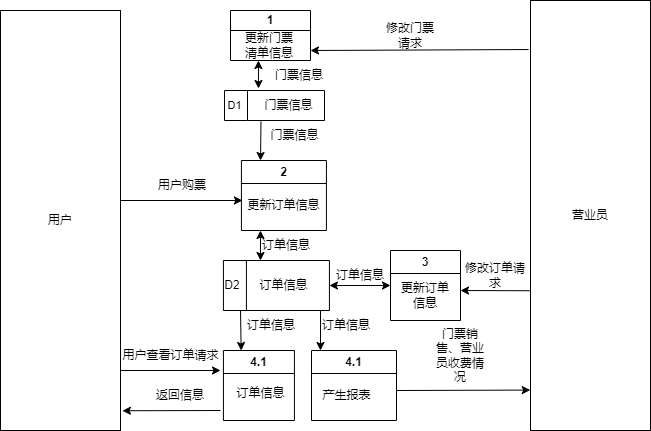 1
更新门票
清单信息
修改门票
请求
门票信息
D1
门票信息
门票信息
用户
用户购票
2
更新订单信息
营业员
订单信息
D2
订单信息
订单信息
3
更新订单
信息
修改订单请
求
订单信息
订单信息
用户查看订单请求
4.1
订单信息
4.1
产生报表
门票销
售、营业
员收费情
况
返回信息